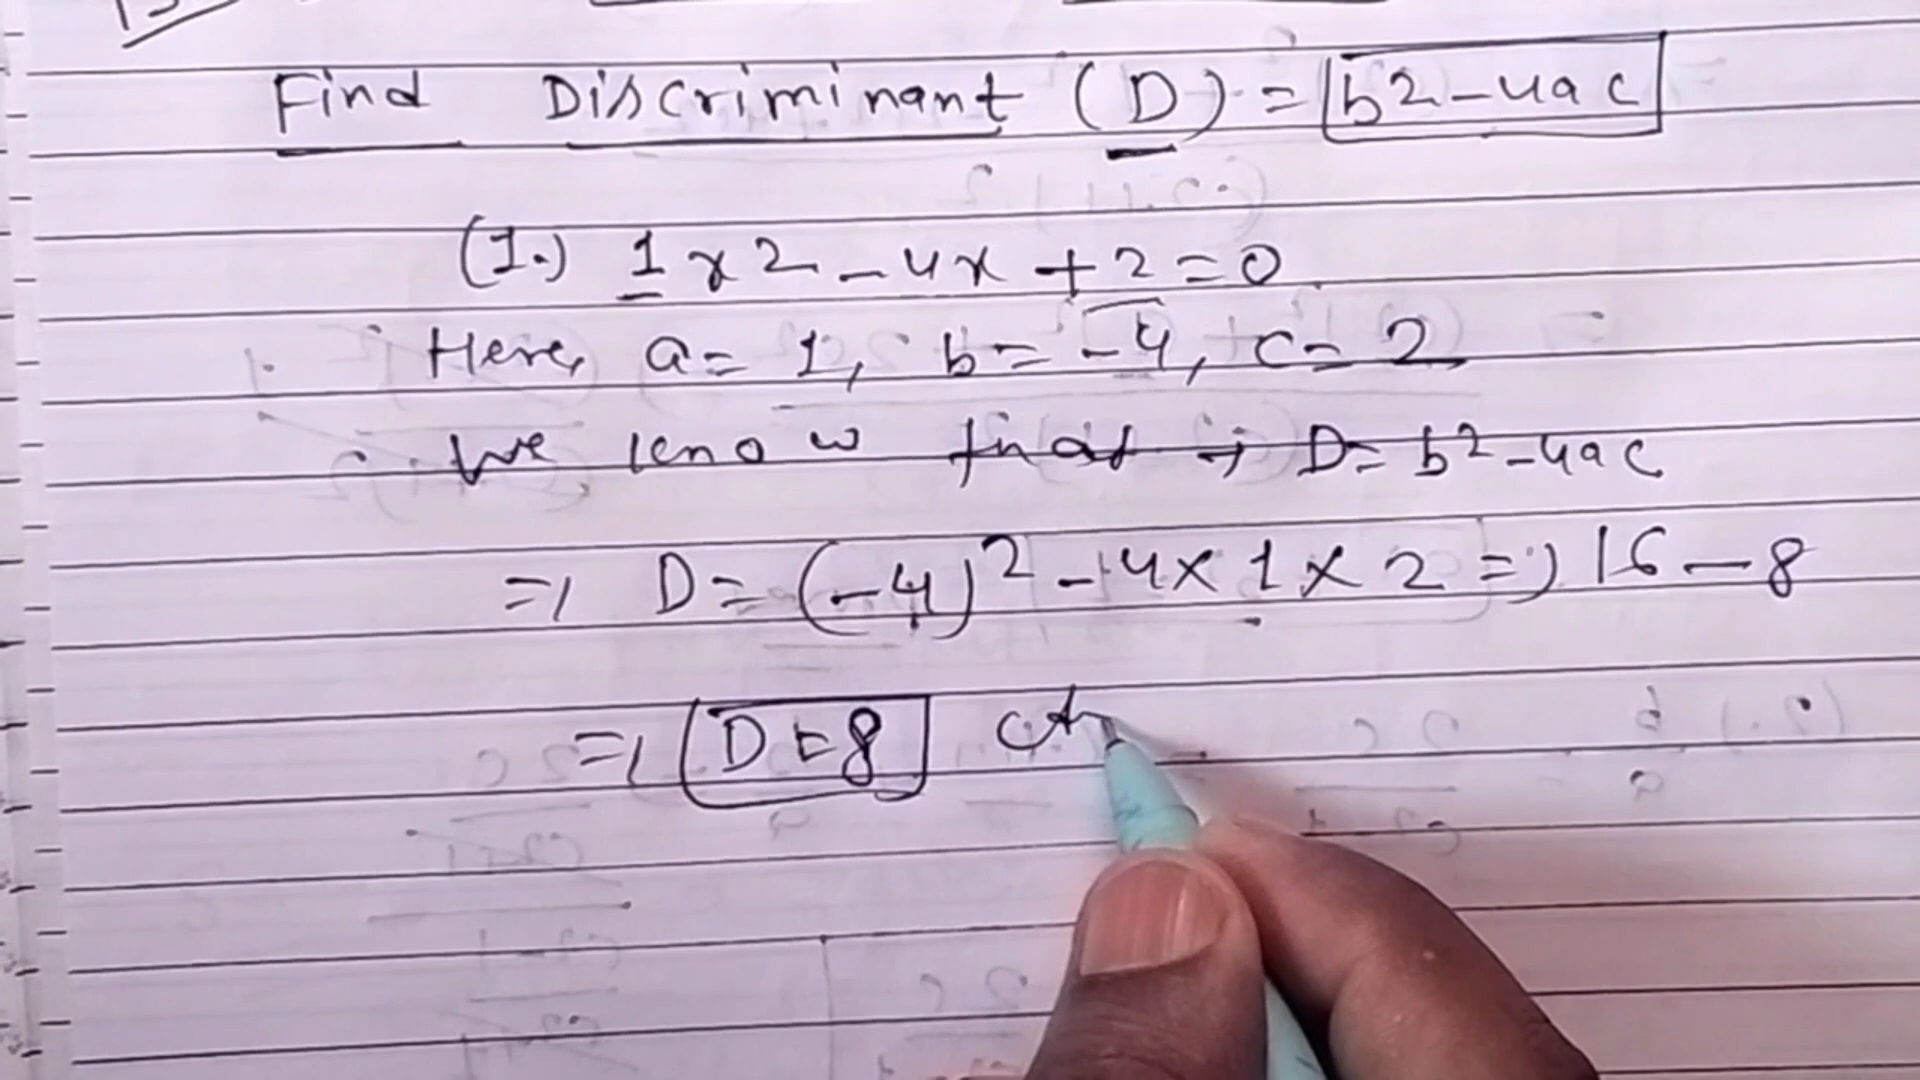 Find Discriminant (D) = b2-4ac
(1.) 1x2-4x+2=0
Here, a=1, b=-4, c=2
We know that → D=b2-4ac
=> D=(-4)2-4×1×2 => 16-8
=> D=8